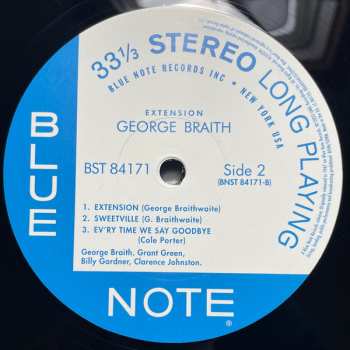 33⅓ STEREO LONG PLAYING
BLUE NOTE RECORDS INC • NEW YORK USA
EXTENSION
GEORGE BRAITH
BST 84171
Side 2
(BNST 84171-B)
1. EXTENSION (George Braithwaite)
2. SWEETVILLE (G. Braithwaite)
3. EV'RY TIME WE SAY GOODBYE
(Cole Porter)
George Braith, Grant Green,
Billy Gardner, Clarence Johnston.
BLUE
NOTE®